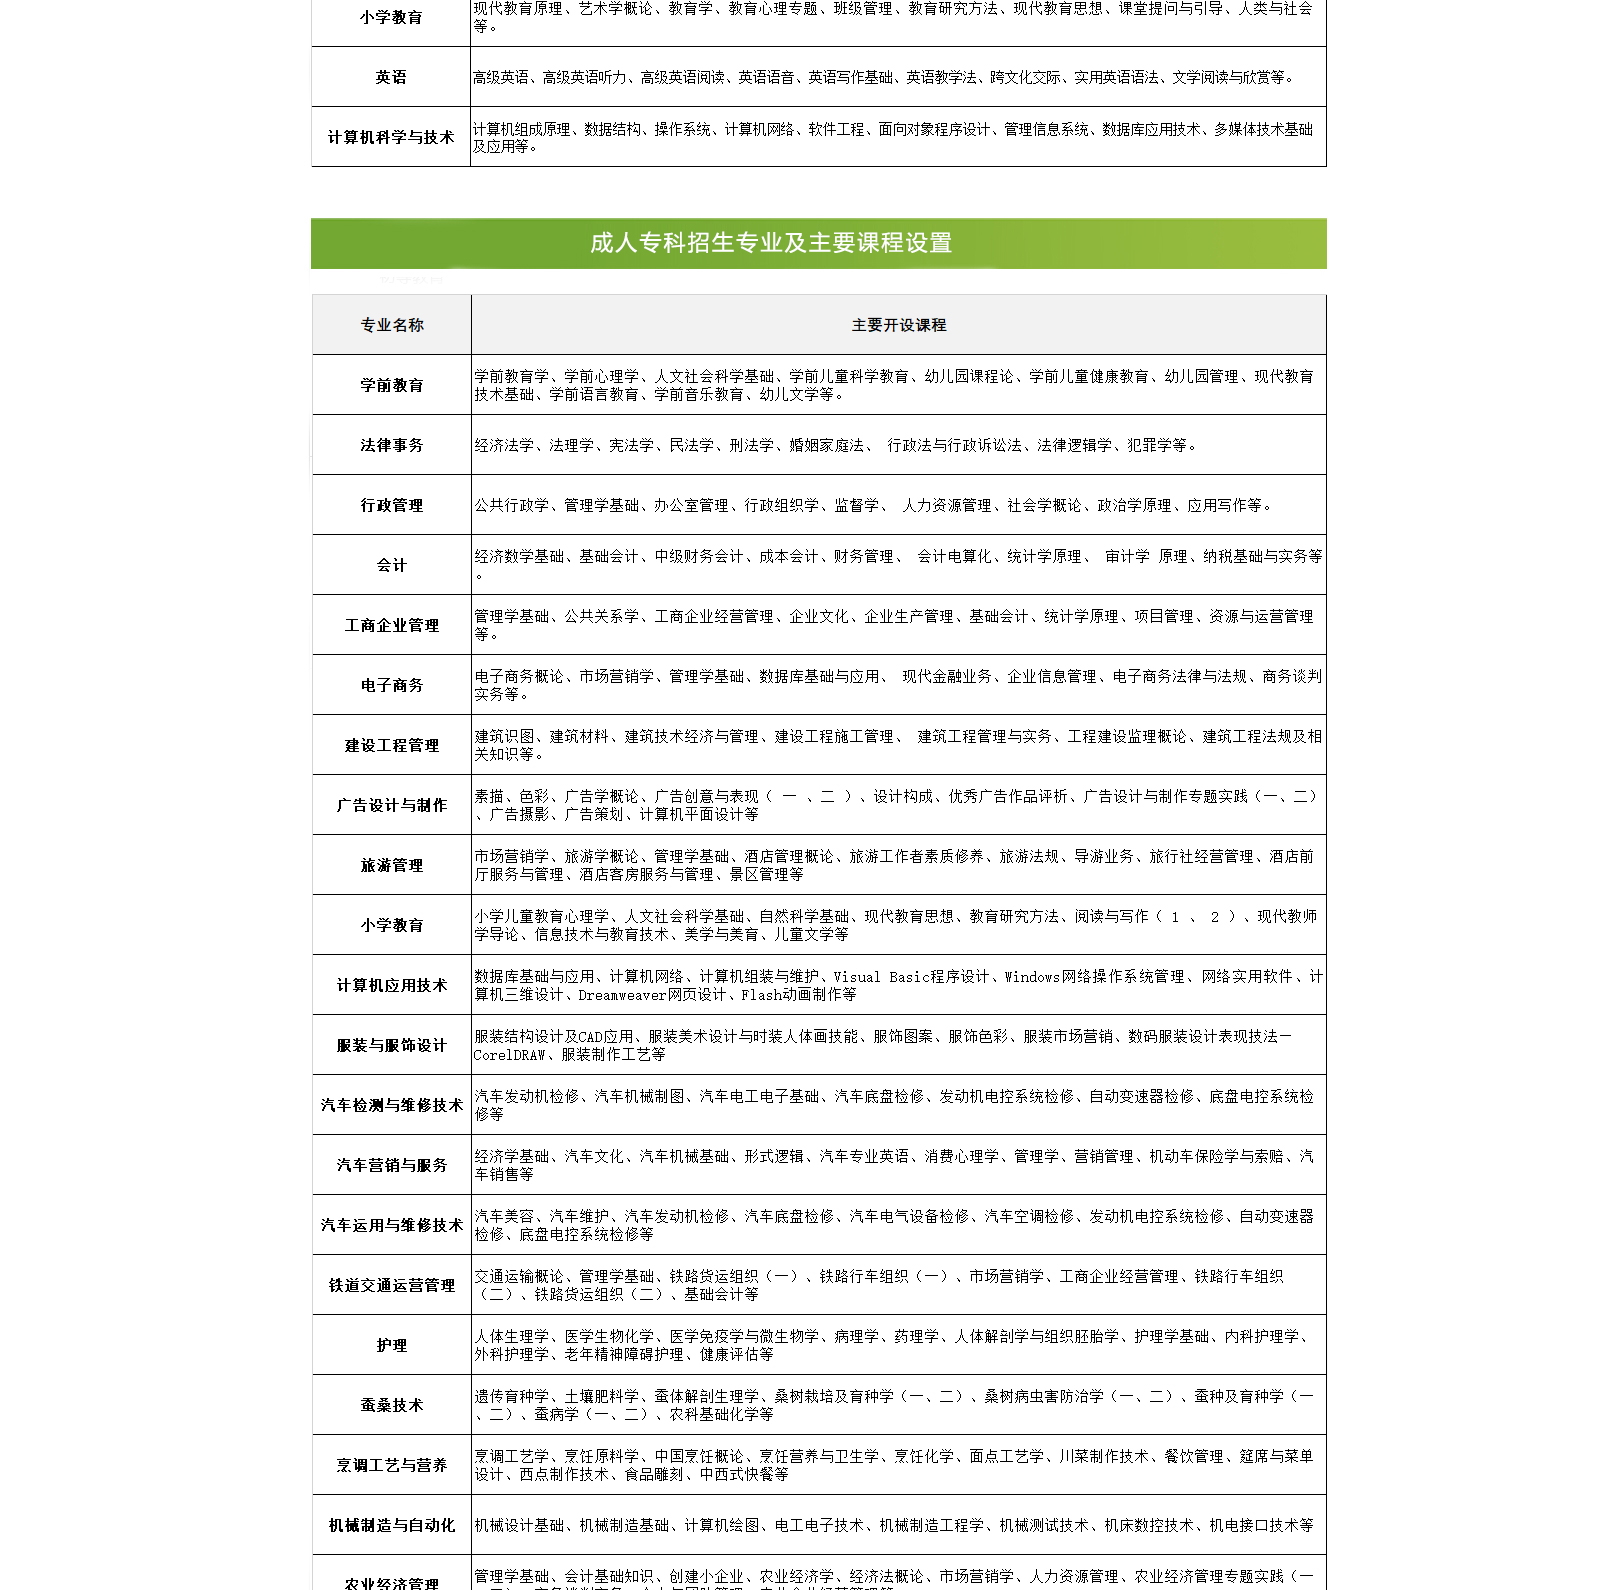 小学教育
现代教育原理、艺术学概论、教育学、教育心理专题、班级管理、教育研究方法、现代教育思想、课堂提问与引导、人类与社会
等。
英语
高级英语、高级英语听力、高级英语阅读、英语语音、英语写作基础、英语教学法、跨文化交际、实用英语语法、文学阅读与欣赏等。
计算机科学与技术
计算机组成原理、数据结构、操作系统、计算机网络、软件工程、面向对象程序设计、管理信息系统、数据库应用技术、多媒体技术基础
及应用等。
成人专科招生专业及主要课程设置
专业名称
主要开设课程
学前教育
学前教育学、学前心理学、人文社会科学基础、学前儿童科学教育、幼儿园课程论、学前儿童健康教育、幼儿园管理、现代教育
技术基础、学前语言教育、学前音乐教育、幼儿文学等。
法律事务
经济法学、法理学、宪法学、民法学、刑法学、婚姻家庭法、 行政法与行政诉讼法、法律逻辑学、犯罪学等。
行政管理
公共行政学、管理学基础、办公室管理、行政组织学、监督学、 人力资源管理、社会学概论、政治学原理、应用写作等。
会计
经济数学基础、基础会计、中级财务会计、成本会计、财务管理、 会计电算化、统计学原理、 审计学 原理、纳税基础与实务等
。
工商企业管理
管理学基础、公共关系学、工商企业经营管理、企业文化、企业生产管理、基础会计、统计学原理、项目管理、资源与运营管理
等。
电子商务
电子商务概论、市场营销学、管理学基础、数据库基础与应用、 现代金融业务、企业信息管理、电子商务法律与法规、商务谈判
实务等。
建设工程管理
建筑识图、建筑材料、建筑技术经济与管理、建设工程施工管理、 建筑工程管理与实务、工程建设监理概论、建筑工程法规及相
关知识等。
广告设计与制作
素描、色彩、广告学概论、广告创意与表现（ 一 、二 ）、设计构成、优秀广告作品评析、广告设计与制作专题实践（一、二）
、广告摄影、广告策划、计算机平面设计等
旅游管理
市场营销学、旅游学概论、管理学基础、酒店管理概论、旅游工作者素质修养、旅游法规、导游业务、旅行社经营管理、酒店前
厅服务与管理、酒店客房服务与管理、景区管理等
小学教育
小学儿童教育心理学、人文社会科学基础、自然科学基础、现代教育思想、教育研究方法、阅读与写作（ 1 、 2 ）、现代教师
学导论、信息技术与教育技术、美学与美育、儿童文学等
计算机应用技术
数据库基础与应用、计算机网络、计算机组装与维护、Visual Basic程序设计、Windows网络操作系统管理、网络实用软件、计
算机三维设计、Dreamweaver网页设计、Flash动画制作等
服装与服饰设计
服装结构设计及CAD应用、服装美术设计与时装人体画技能、服饰图案、服饰色彩、服装市场营销、数码服装设计表现技法—
CorelDRAW、服装制作工艺等
汽车检测与维修技术
汽车发动机检修、汽车机械制图、汽车电工电子基础、汽车底盘检修、发动机电控系统检修、自动变速器检修、底盘电控系统检
修等
汽车营销与服务
经济学基础、汽车文化、汽车机械基础、形式逻辑、汽车专业英语、消费心理学、管理学、营销管理、机动车保险学与索赔、汽
车销售等
汽车运用与维修技术
汽车美容、汽车维护、汽车发动机检修、汽车底盘检修、汽车电气设备检修、汽车空调检修、发动机电控系统检修、自动变速器
检修、底盘电控系统检修等
铁道交通运营管理
交通运输概论、管理学基础、铁路货运组织（一）、铁路行车组织（一）、市场营销学、工商企业经营管理、铁路行车组织
（二）、铁路货运组织（二）、基础会计等
护理
人体生理学、医学生物化学、医学免疫学与微生物学、病理学、药理学、人体解剖学与组织胚胎学、护理学基础、内科护理学、
外科护理学、老年精神障碍护理、健康评估等
蚕桑技术
遗传育种学、土壤肥料学、蚕体解剖生理学、桑树栽培及育种学（一、二）、桑树病虫害防治学（一、二）、蚕种及育种学（一
、二）、蚕病学（一、二）、农科基础化学等
烹调工艺与营养
烹调工艺学、烹饪原料学、中国烹饪概论、烹饪营养与卫生学、烹饪化学、面点工艺学、川菜制作技术、餐饮管理、筵席与菜单
设计、西点制作技术、食品雕刻、中西式快餐等
机械制造与自动化
机械设计基础、机械制造基础、计算机绘图、电工电子技术、机械制造工程学、机械测试技术、机床数控技术、机电接口技术等
农业经济管理
管理学基础、会计基础知识、创建小企业、农业经济学、经济法概论、市场营销学、人力资源管理、农业经济管理专题实践（一